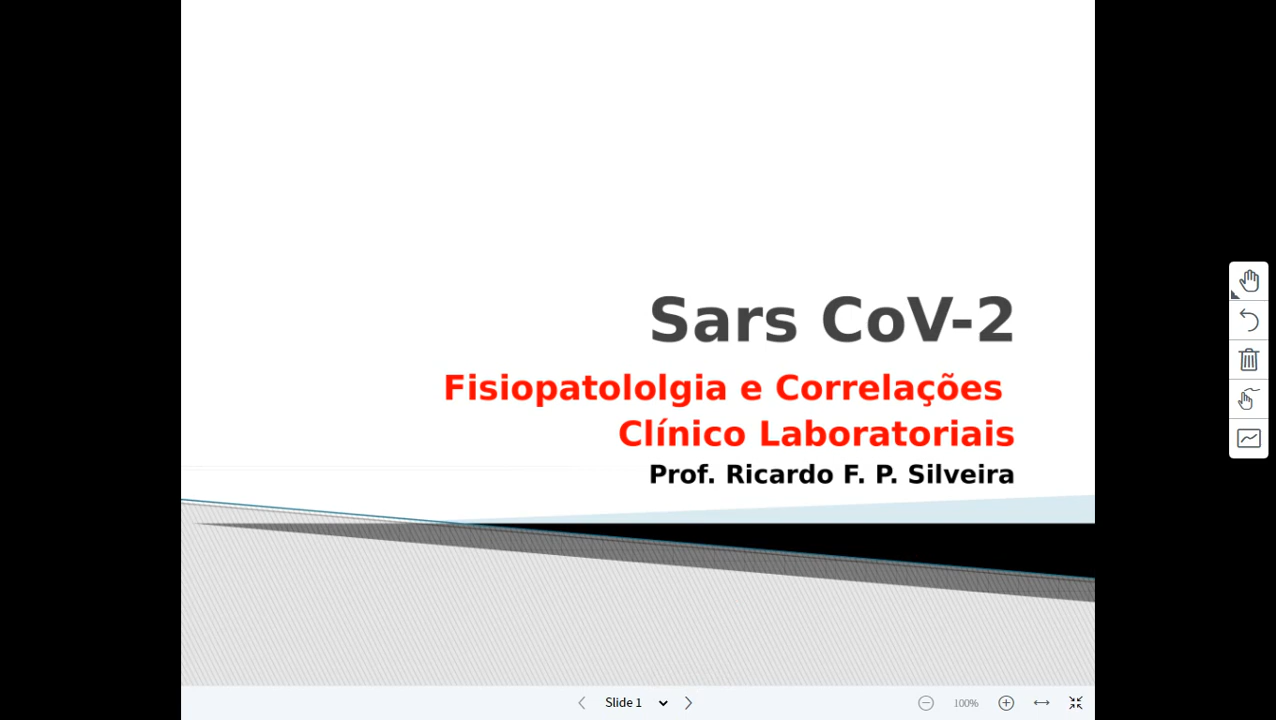 Sars CoV-2
Fisiopatololgia e Correlações
Clínico Laboratoriais
Prof. Ricardo F. P. Silveira
Slide 1
100%